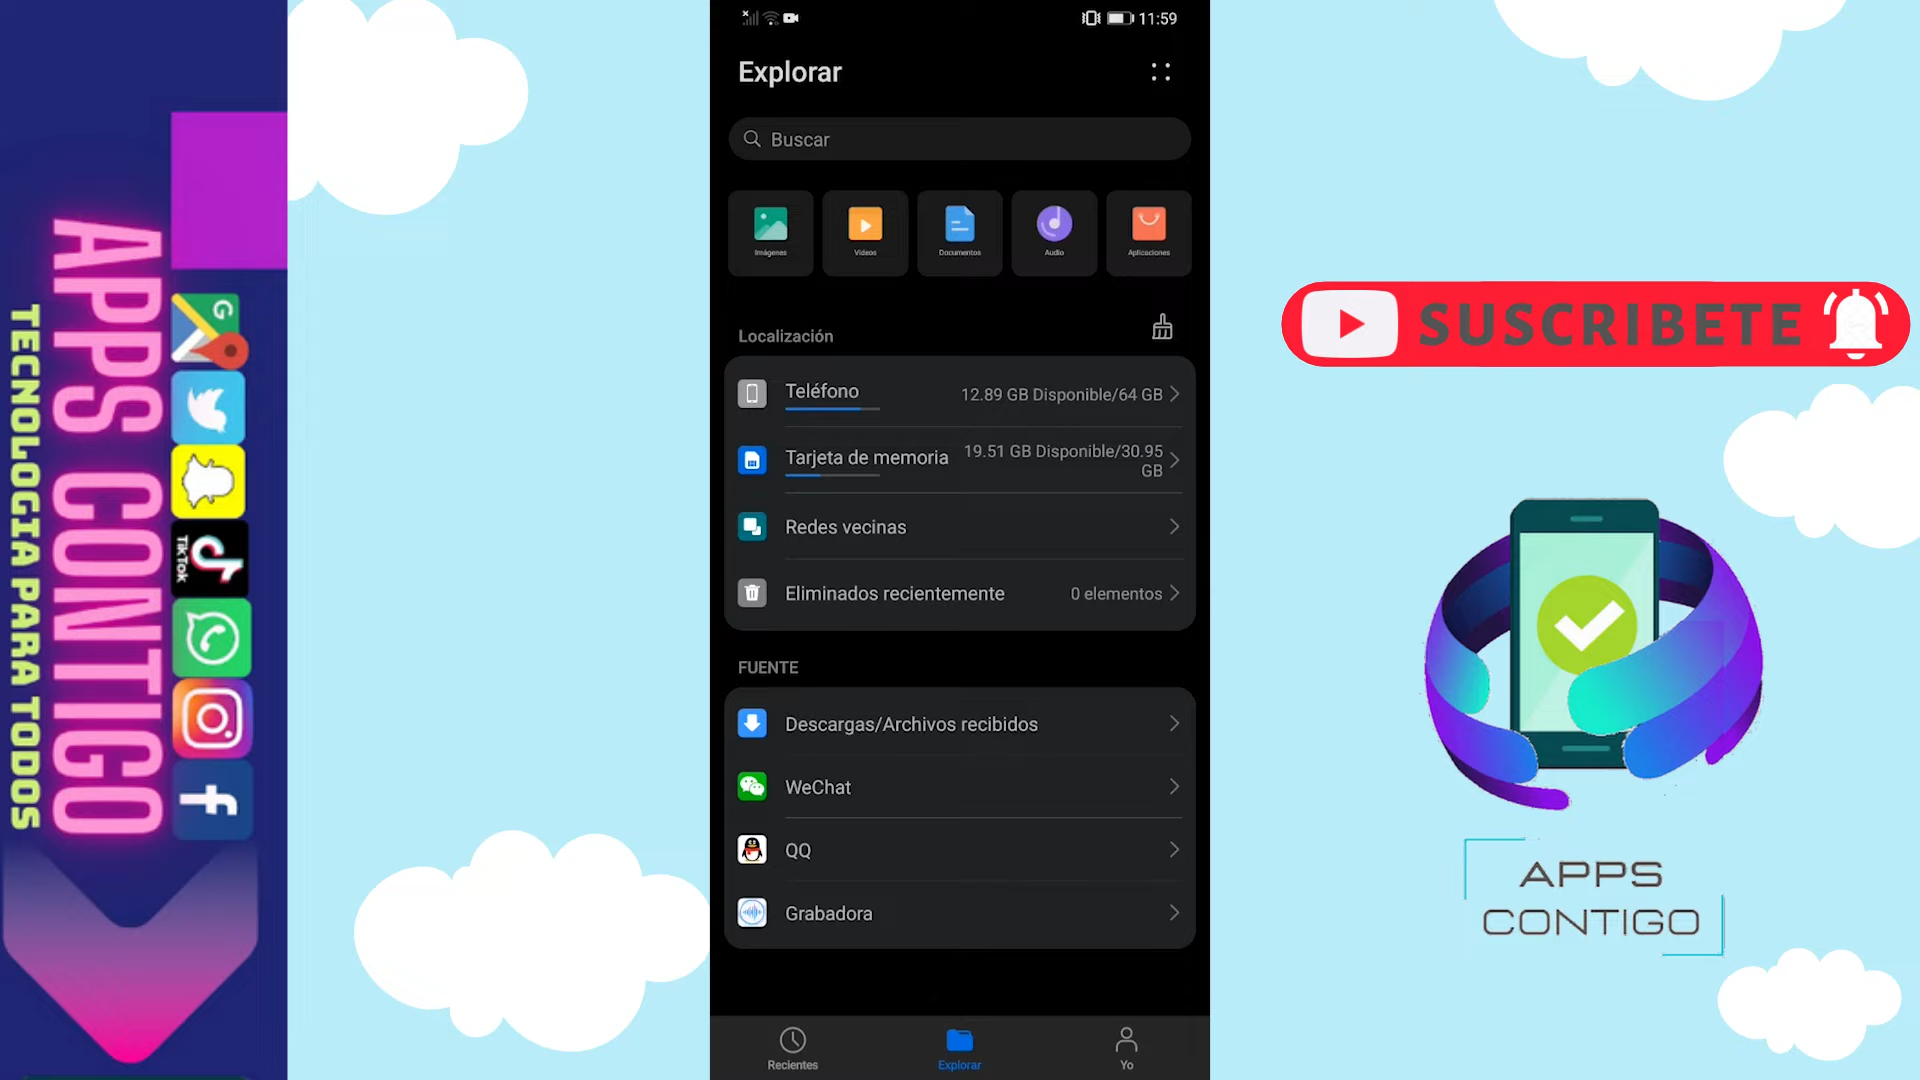 TECNOLOGIA PARA TODOS
APPS CONTIGO
G
TikTok
11:59
Explorar
Buscar
Imágenes
Videos
Documentos
Audio
Aplicaciones
Localización
Teléfono
12.89 GB Disponible/64 GB
Tarjeta de memoria
19.51 GB Disponible/30.95
GB
Redes vecinas
Eliminados recientemente
0 elementos
FUENTE
Descargas/Archivos recibidos
WeChat
QQ
Grabadora
Recientes
Explorar
Yo
SUSCRIBETE
APPS
CONTIGO